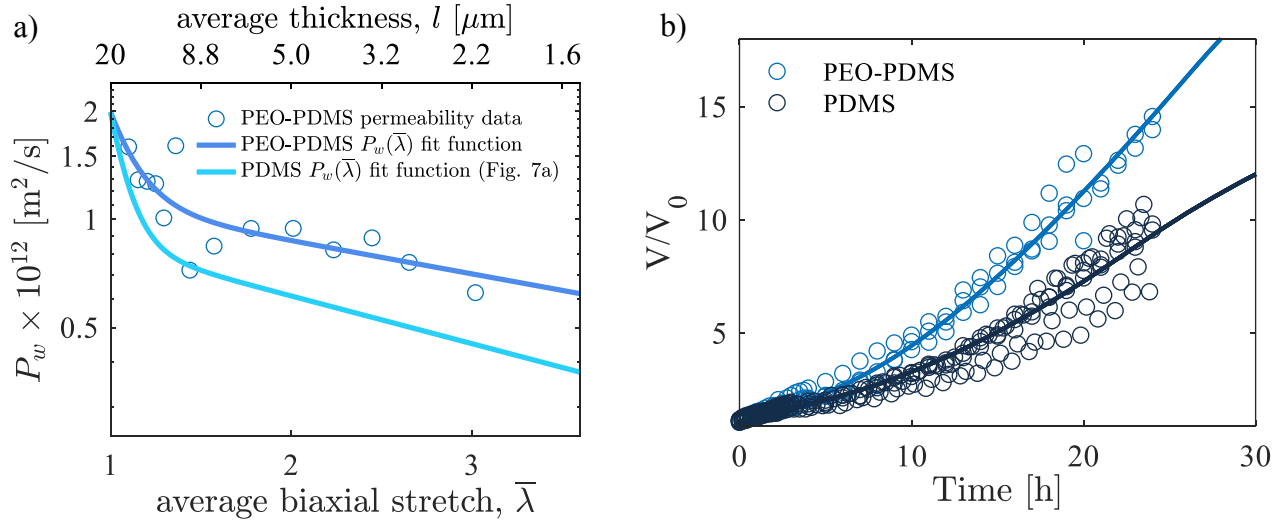 a)
average thickness, l [μm]
20 8.8 5.0 3.2 2.2 1.6
P_w × 10^12 [m^2/s]
2
1.5
1
0.5
PEO-PDMS permeability data
PEO-PDMS P_w(λ̅) fit function
PDMS P_w(λ̅) fit function (Fig. 7a)
1 2 3
average biaxial stretch, λ̅
b)
V/V_0
15
10
5
PEO-PDMS
PDMS
0 10 20 30
Time [h]